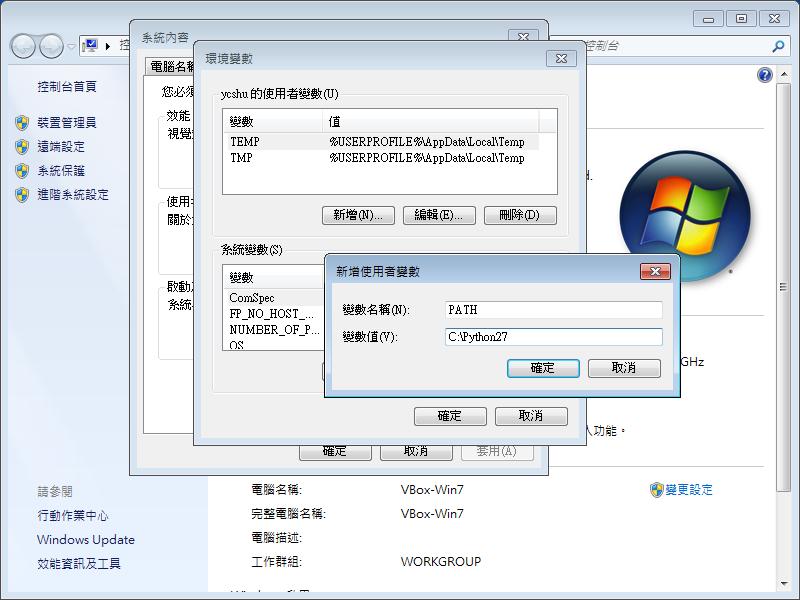 控制台
控制台首頁
裝置管理員
遠端設定
系統保護
進階系統設定
請參閱
行動作業中心
Windows Update
效能資訊及工具
系統內容
電腦名稱
您必須
效能
視覺
使用
關於
啟動及
系統
確定
取消
套用(A)
環境變數
ycshu 的使用者變數(U)
變數 值
TEMP %USERPROFILE%\AppData\Local\Temp
TMP %USERPROFILE%\AppData\Local\Temp
新增(N)... 編輯(E)... 刪除(D)
系統變數(S)
變數
ComSpec
FP_NO_HOST_...
NUMBER_OF_P...
OS
確定 取消
新增使用者變數
變數名稱(N): PATH
變數值(V): C:\Python27
確定 取消
GHz
人功能。
電腦名稱: VBox-Win7
變更設定
完整電腦名稱: VBox-Win7
電腦描述:
工作群組: WORKGROUP